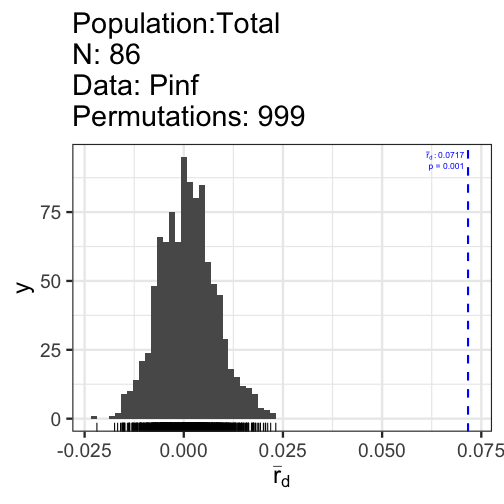 Population:Total
N: 86
Data: Pinf
Permutations: 999
r̄d : 0.0717
p = 0.001
75
50
25
0
y
-0.025 0.000 0.025 0.050 0.075
r̄d